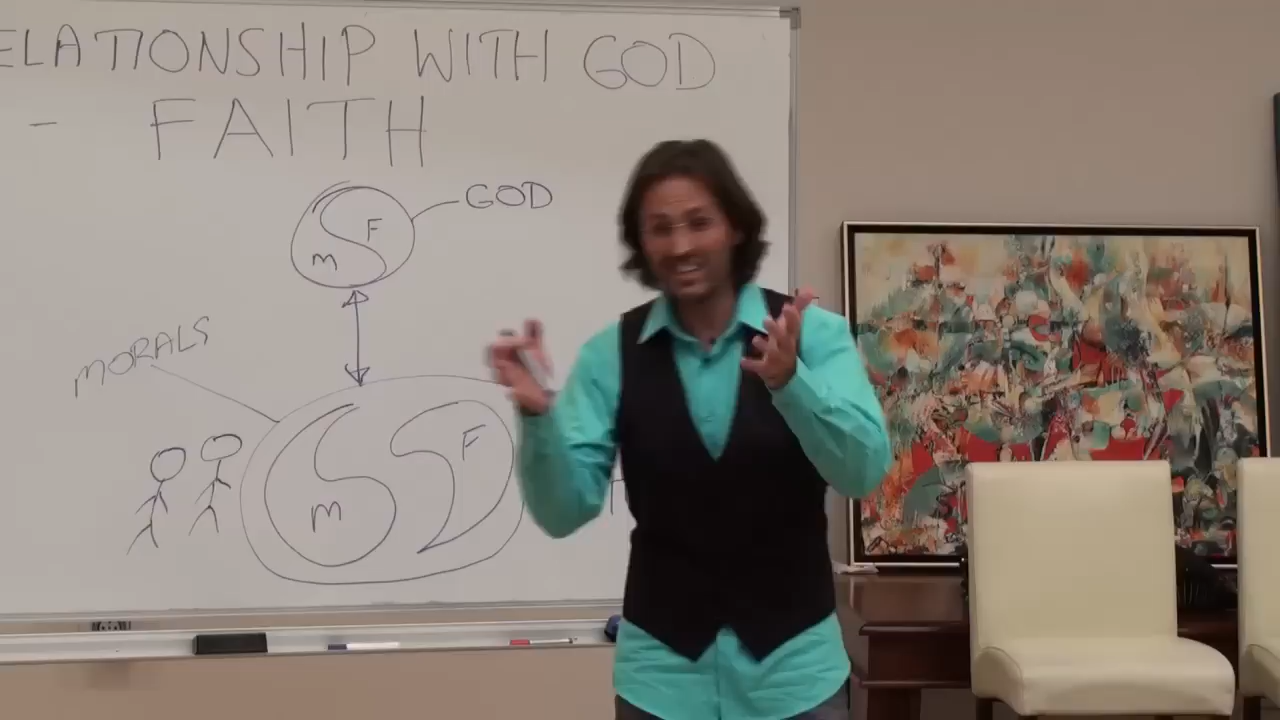 ELATIONSHIP WITH GOD
- FAITH
GOD
F
M
MORALS
F
M